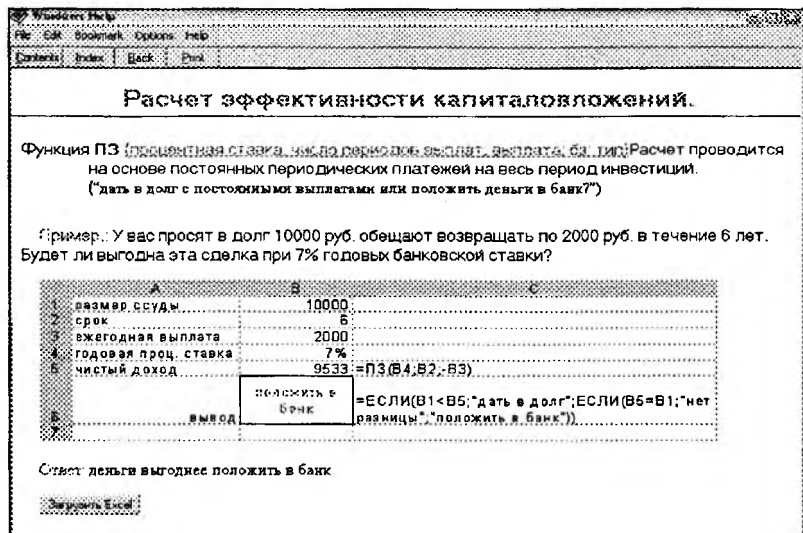 Windows Help
File Edit Bookmark Options Help
Contents Index Back Print
Расчет эффективности капиталовложений.
Функция ПЗ (процентная ставка, число периодов выплат, выплата, бз, тип)Расчет проводится
на основе постоянных периодических платежей на весь период инвестиций.
("дать в долг с постоянными выплатами или положить деньги в банк?")
Пример.: У вас просят в долг 10000 руб. обещают возвращать по 2000 руб. в течение 6 лет.
Будет ли выгодна эта сделка при 7% годовых банковской ставки?
A B C
1 размер ссуды 10000
2 срок 6
3 ежегодная выплата 2000
4 годовая проц. ставка 7%
5 чистый доход 9533 =ПЗ(B4;B2;-B3)
6 вывод положить в банк =ЕСЛИ(B1<B5;"дать в долг";ЕСЛИ(B5=B1;"нет
разницы";"положить в банк"))
7
Ответ: деньги выгоднее положить в банк
Загрузить Excel